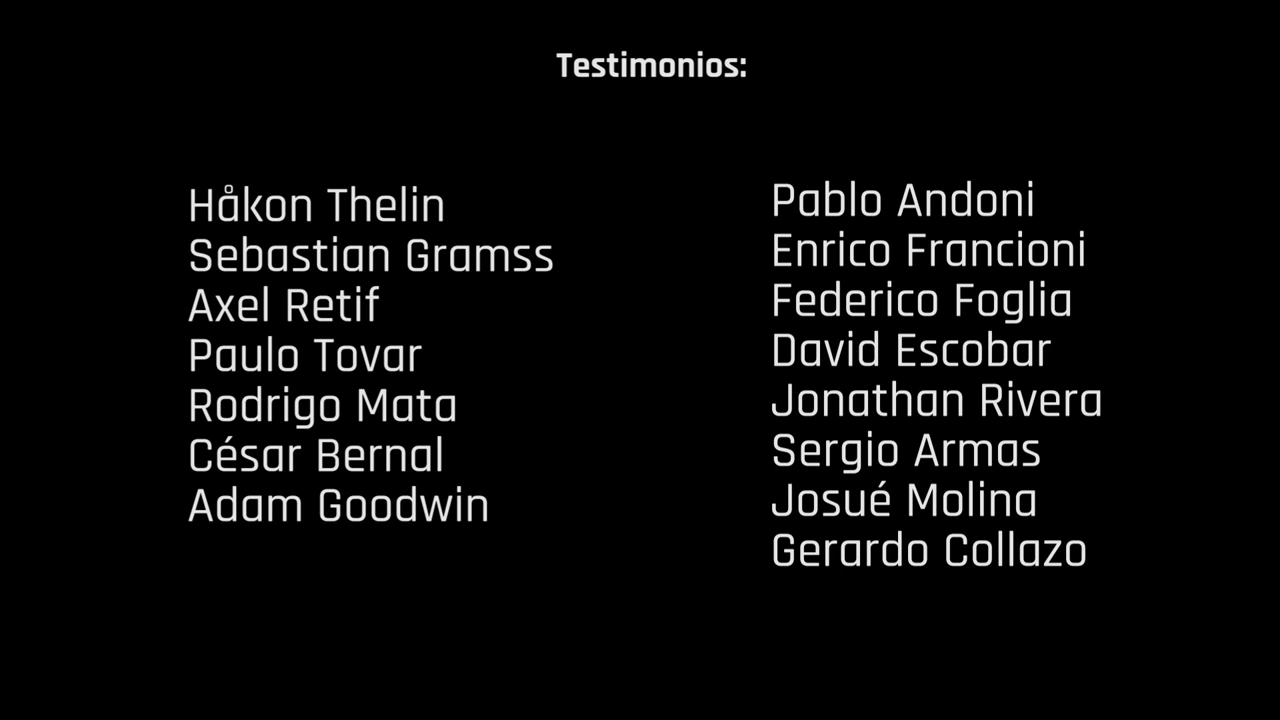 Testimonios:
Håkon Thelin
Sebastian Gramss
Axel Retif
Paulo Tovar
Rodrigo Mata
César Bernal
Adam Goodwin
Pablo Andoni
Enrico Francioni
Federico Foglia
David Escobar
Jonathan Rivera
Sergio Armas
Josué Molina
Gerardo Collazo